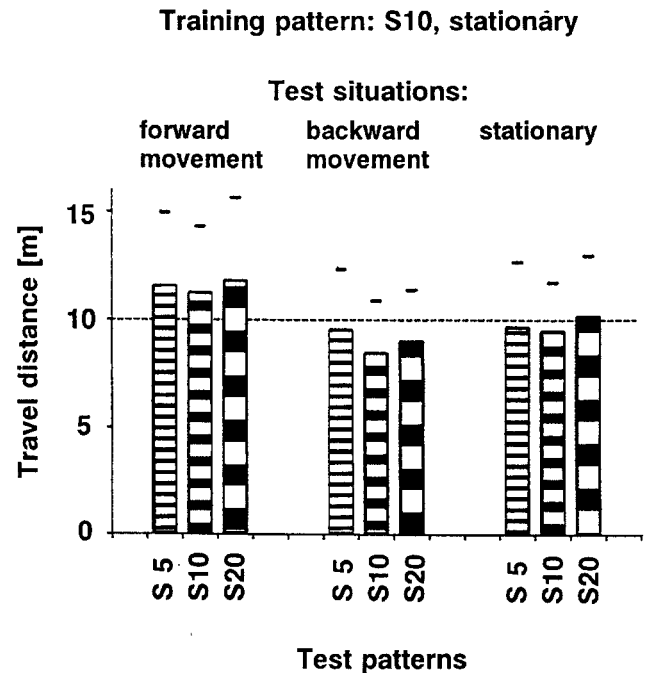 Training pattern: S10, stationary
Test situations:
forward movement
backward movement
stationary
Travel distance [m]
15
10
5
0
S 5
S10
S20
S 5
S10
S20
S 5
S10
S20
Test patterns